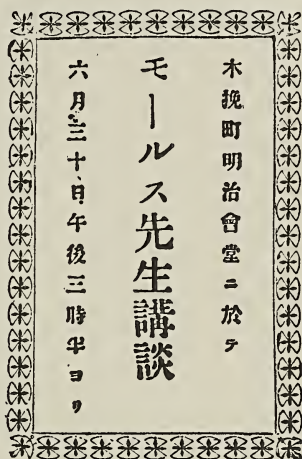 木挽町明治會堂ニ於テ
モールス先生講談
六月三十日午後三時半ヨリ